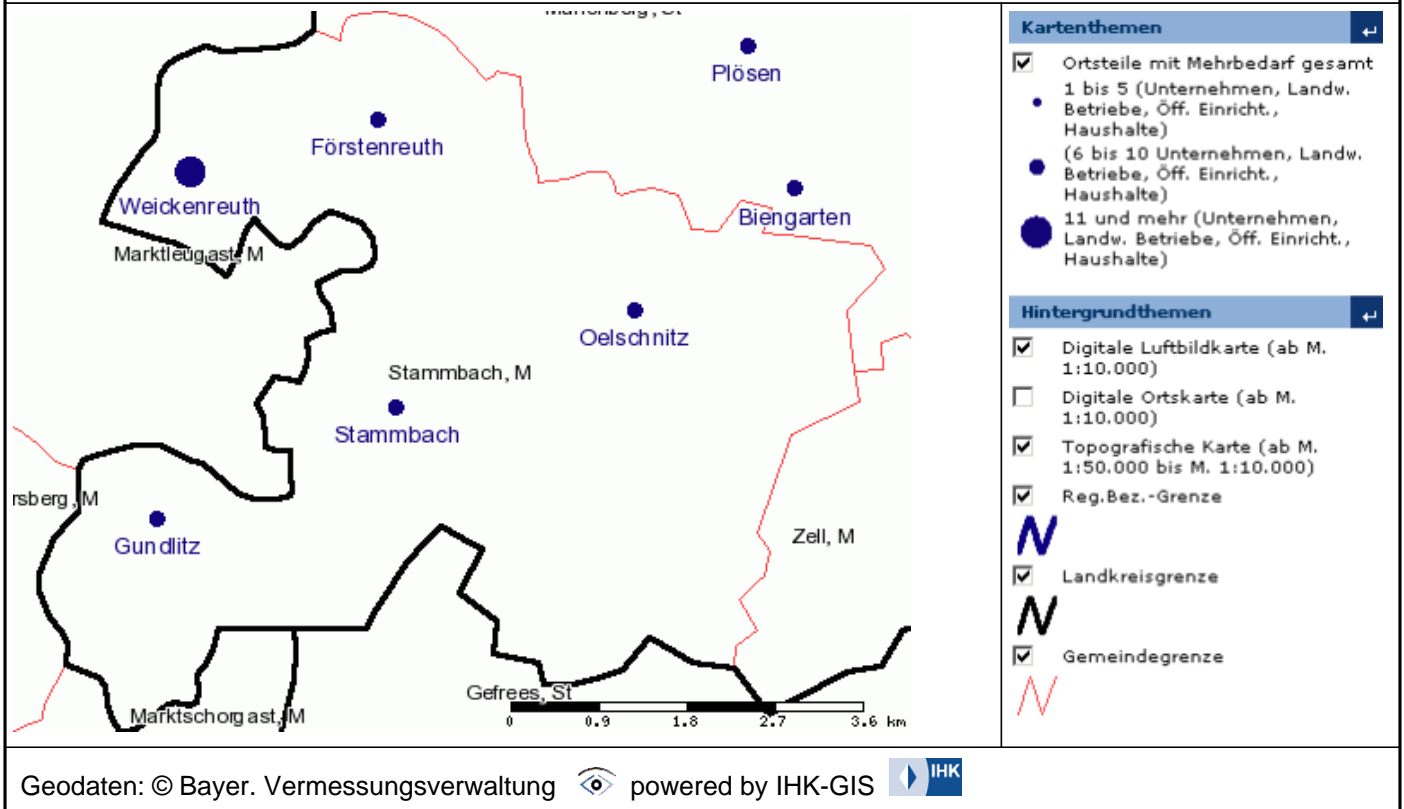 Plösen
Förstenreuth
Weickenreuth
Biengarten
Marktleugast, M
Oelschnitz
Stammbach, M
Stammbach
rsberg, M
Gundlitz
Zell, M
Gefrees, St
Marktschorgast, M
0 0.9 1.8 2.7 3.6 km
Kartenthemen
Ortsteile mit Mehrbedarf gesamt
1 bis 5 (Unternehmen, Landw.
Betriebe, Öff. Einricht.,
Haushalte)
(6 bis 10 Unternehmen, Landw.
Betriebe, Öff. Einricht.,
Haushalte)
11 und mehr (Unternehmen,
Landw. Betriebe, Öff. Einricht.,
Haushalte)
Hintergrundthemen
Digitale Luftbildkarte (ab M.
1:10.000)
Digitale Ortskarte (ab M.
1:10.000)
Topografische Karte (ab M.
1:50.000 bis M. 1:10.000)
Reg.Bez.-Grenze
Landkreisgrenze
Gemeindegrenze
Geodaten: © Bayer. Vermessungsverwaltung powered by IHK-GIS IHK